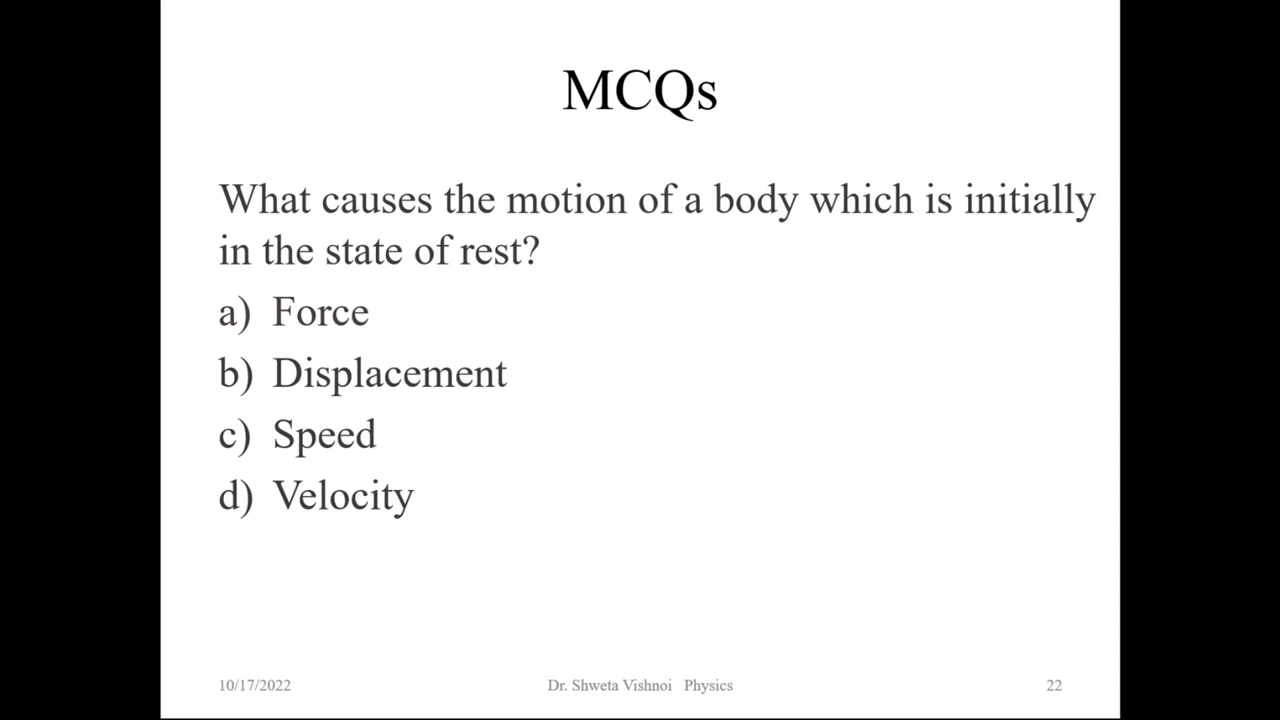 MCQs
What causes the motion of a body which is initially
in the state of rest?
a) Force
b) Displacement
c) Speed
d) Velocity
10/17/2022 Dr. Shweta Vishnoi Physics 22